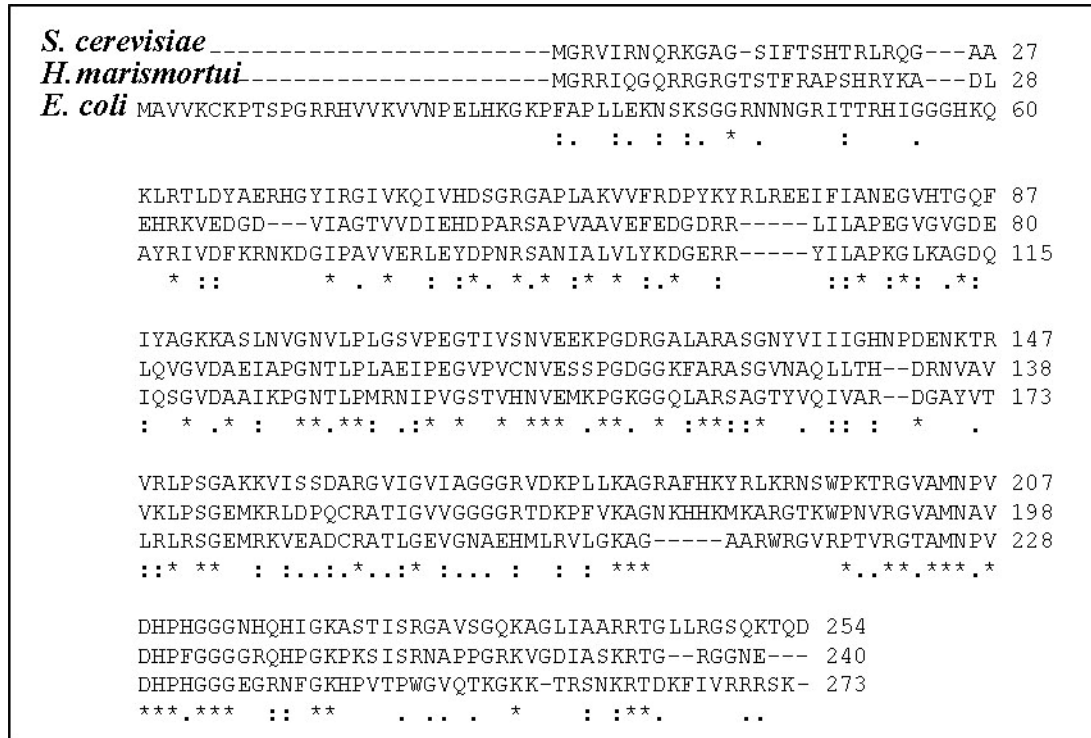 S. cerevisiae -----------------------------MGRVIRNQRKGAG-SIFTSHTRLRQG---AA 27
H. marismortui-----------------------------MGRRIQGQRRGRGTSTFRAPSHRYKA---DL 28
E. coli MAVVKCKPTSPGRRHVVKVVNPELHKGKPFAPLLEKNSKSGGRNNNGRITTRHIGGGHKQ 60
:. :. : :. * . : .
KLRTLDYAERHGYIRGIVKQIVHDSGRGAPLAKVVFRDPYKYRLREEIFIANEGVHTGQF 87
EHRKVEDGD---VIAGTVVDIEHDPARSAPVAAVEFEDGDRR-----LILAPEGVGVGDE 80
AYRIVDFKRNKDGIPAVVERLEYDPNRSANIALVLYKDGERR-----YILAPKGLKAGDQ 115
* :: * . * : :*. *.* :* * :.* : ::* :*: .*:
IYAGKKASLNVGNVLPLGSVPEGTIVSNVEEKPGDRGALARASGNYVIIIGHNPDENKTR 147
LQVGVDAEIAPGNTLPLAEIPEGVPVCNVESSPGDGGKFARASGVNAQLLTH--DRNVAV 138
IQSGVDAAIKPGNTLPMRNIPVGSTVHNVEMKPGKGGQLARSAGTYVQIVAR--DGAYVT 173
: * .* : **.**: .:* * * *** .**. * :**::* . :: : * .
VRLPSGAKKVISSDARGVIGVIAGGGRVDKPLLKAGRAFHKYRLKRNSWPKTRGVAMNPV 207
VKLPSGEMKRLDPQCRATIGVVGGGGRTDKPFVKAGNKHHKMKARGTKWPNVRGVAMNAV 198
LRLRSGEMRKVEADCRATLGEVGNAEHMLRVLGKAG-----AARWRGVRPTVRGTAMNPV 228
::* ** : :..:.*..:* :... : : : *** *..**.***.*
DHPHGGGNHQHIGKASTISRGAVSGQKAGLIAARRTGLLRGSQKTQD 254
DHPFGGGGRQHPGKPKSISRNAPPGRKVGDIASKRTG--RGGNE--- 240
DHPHGGGEGRNFGKHPVTPWGVQTKGKK-TRSNKRTDKFIVRRRSK- 273
***.*** :: ** . .. . * : :**. ..